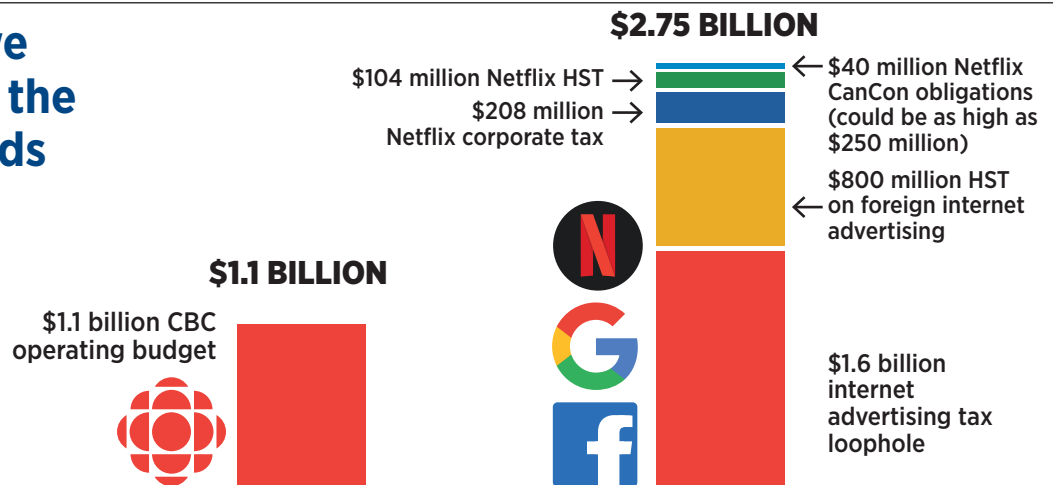 the
$2.75 BILLION
$104 million Netflix HST
$208 million
Netflix corporate tax
$40 million Netflix
CanCon obligations
(could be as high as
$250 million)
$800 million HST
on foreign internet
advertising
$1.1 BILLION
$1.1 billion CBC
operating budget
$1.6 billion
internet
advertising tax
loophole